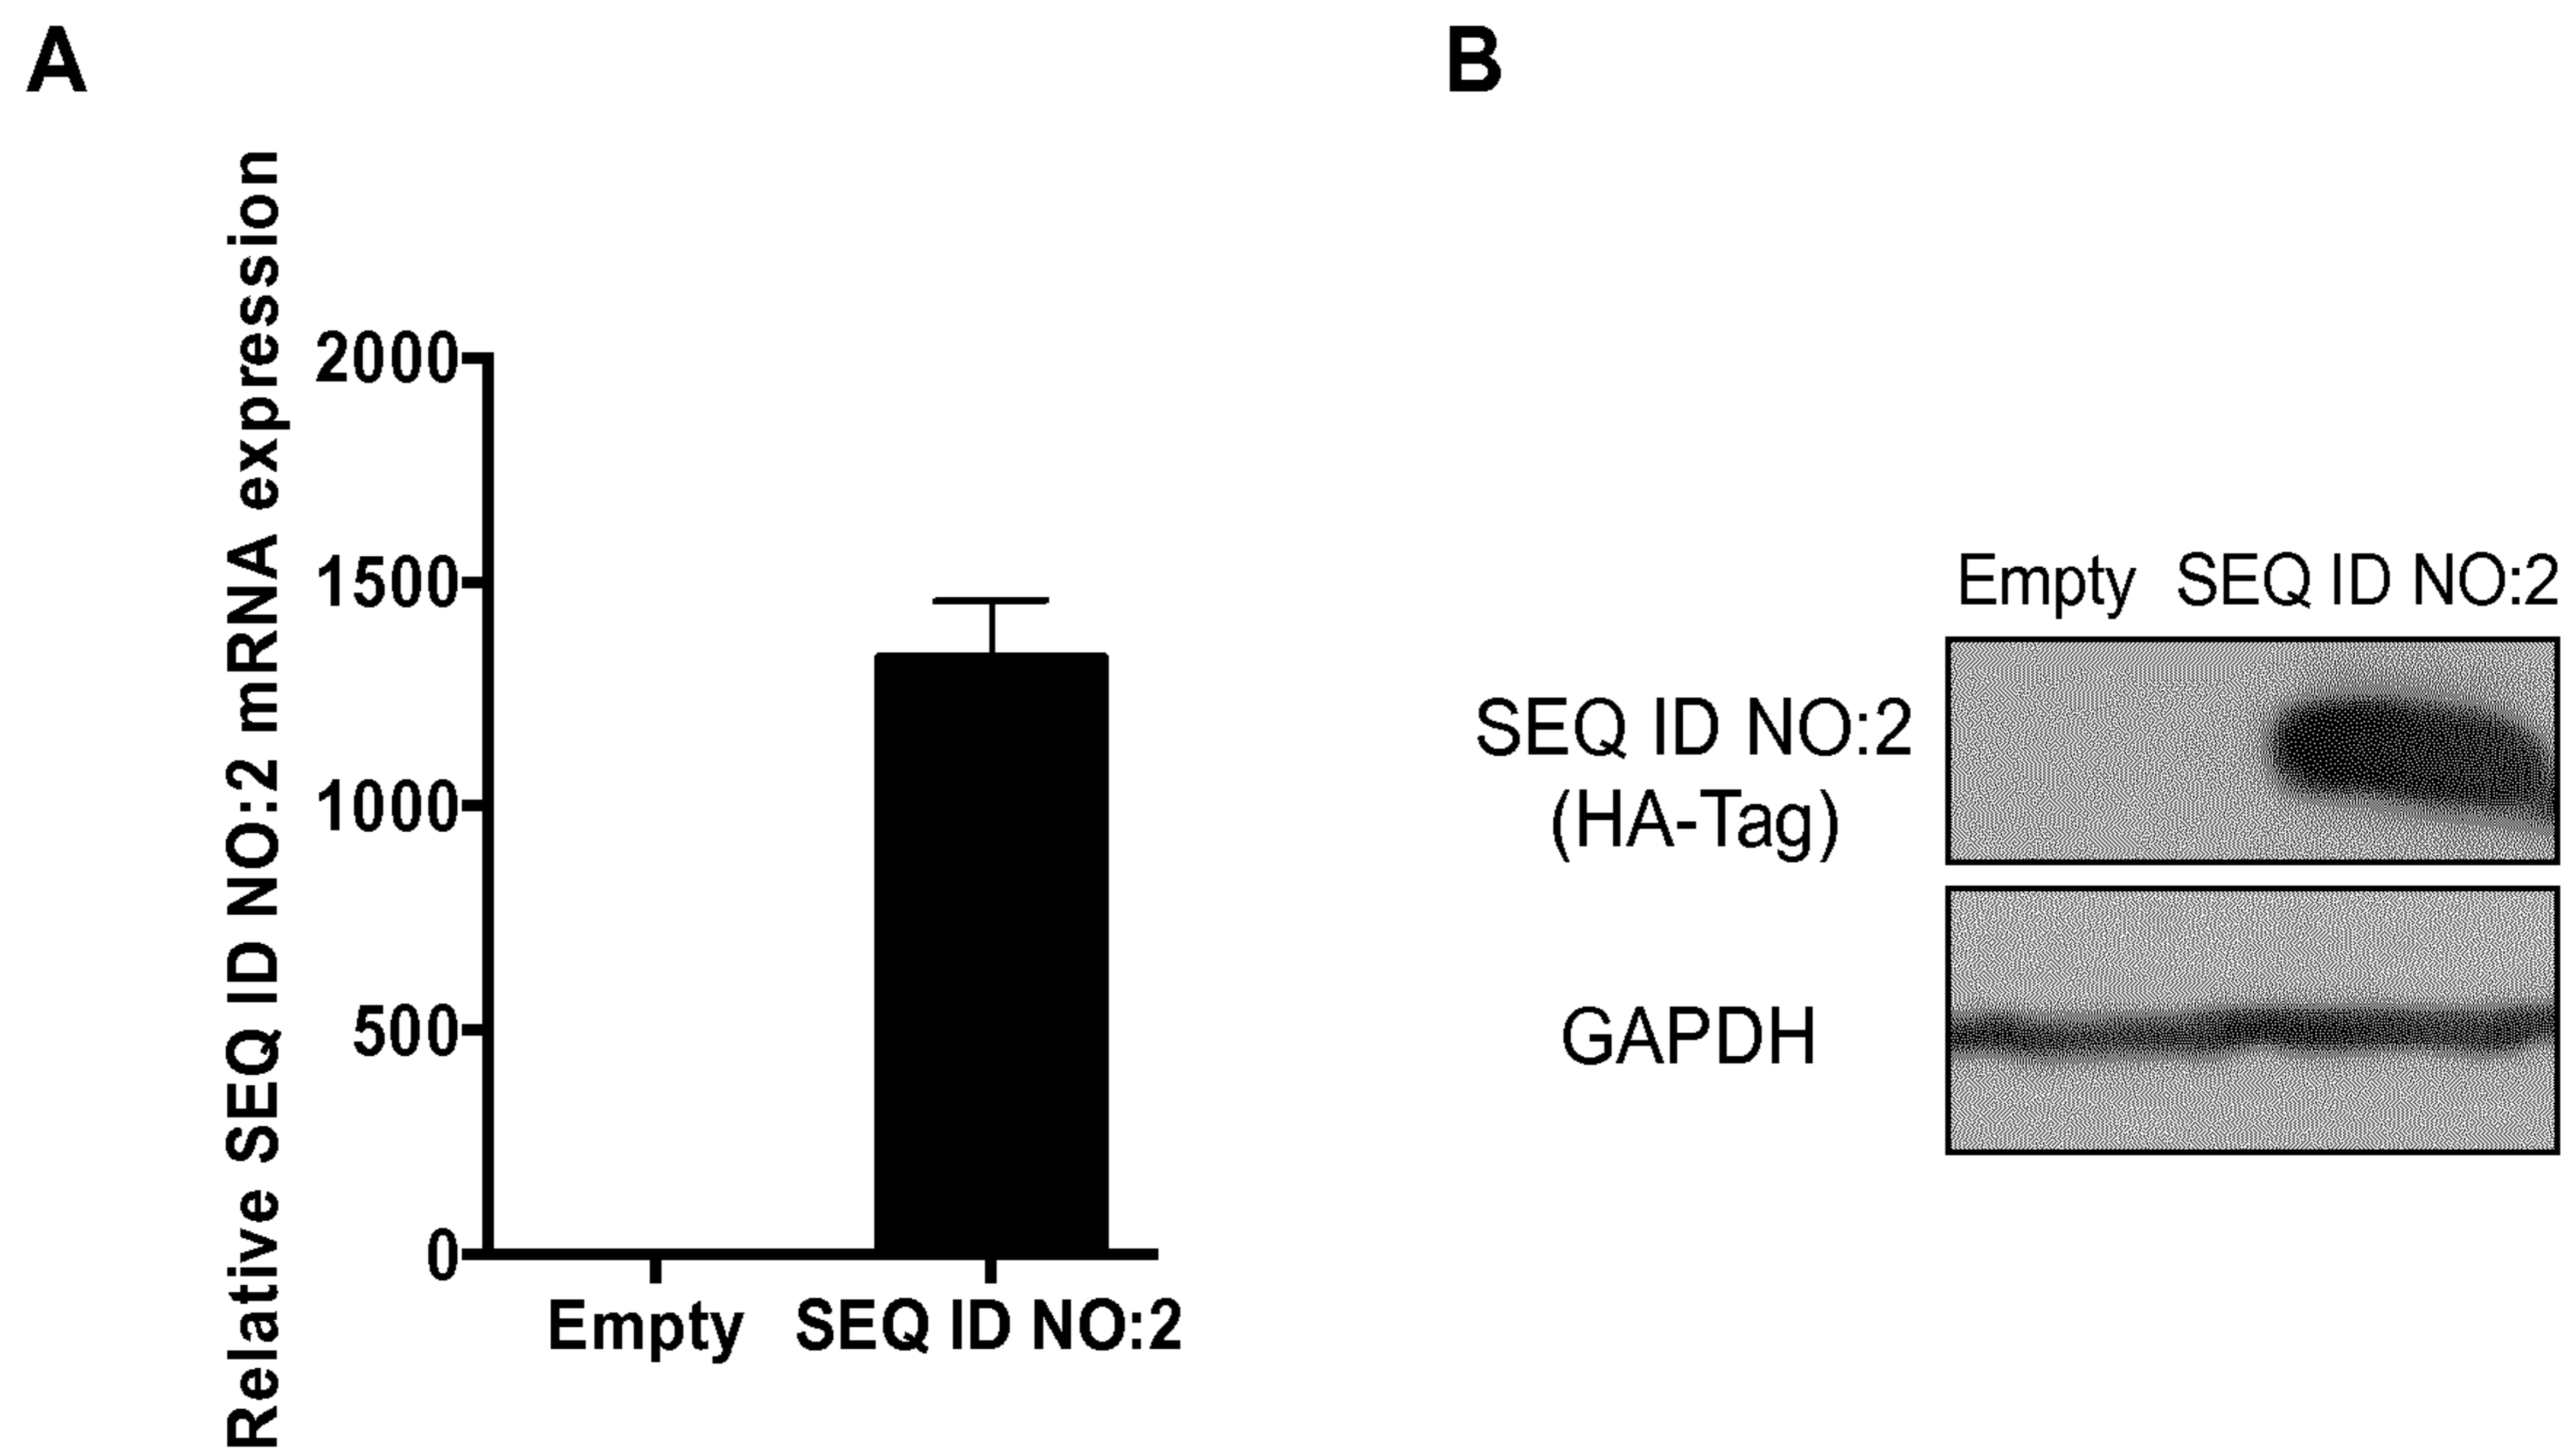 A
B
Relative SEQ ID NO:2 mRNA expression
2000
1500
1000
500
0
Empty SEQ ID NO:2
Empty SEQ ID NO:2
SEQ ID NO:2
(HA-Tag)
GAPDH